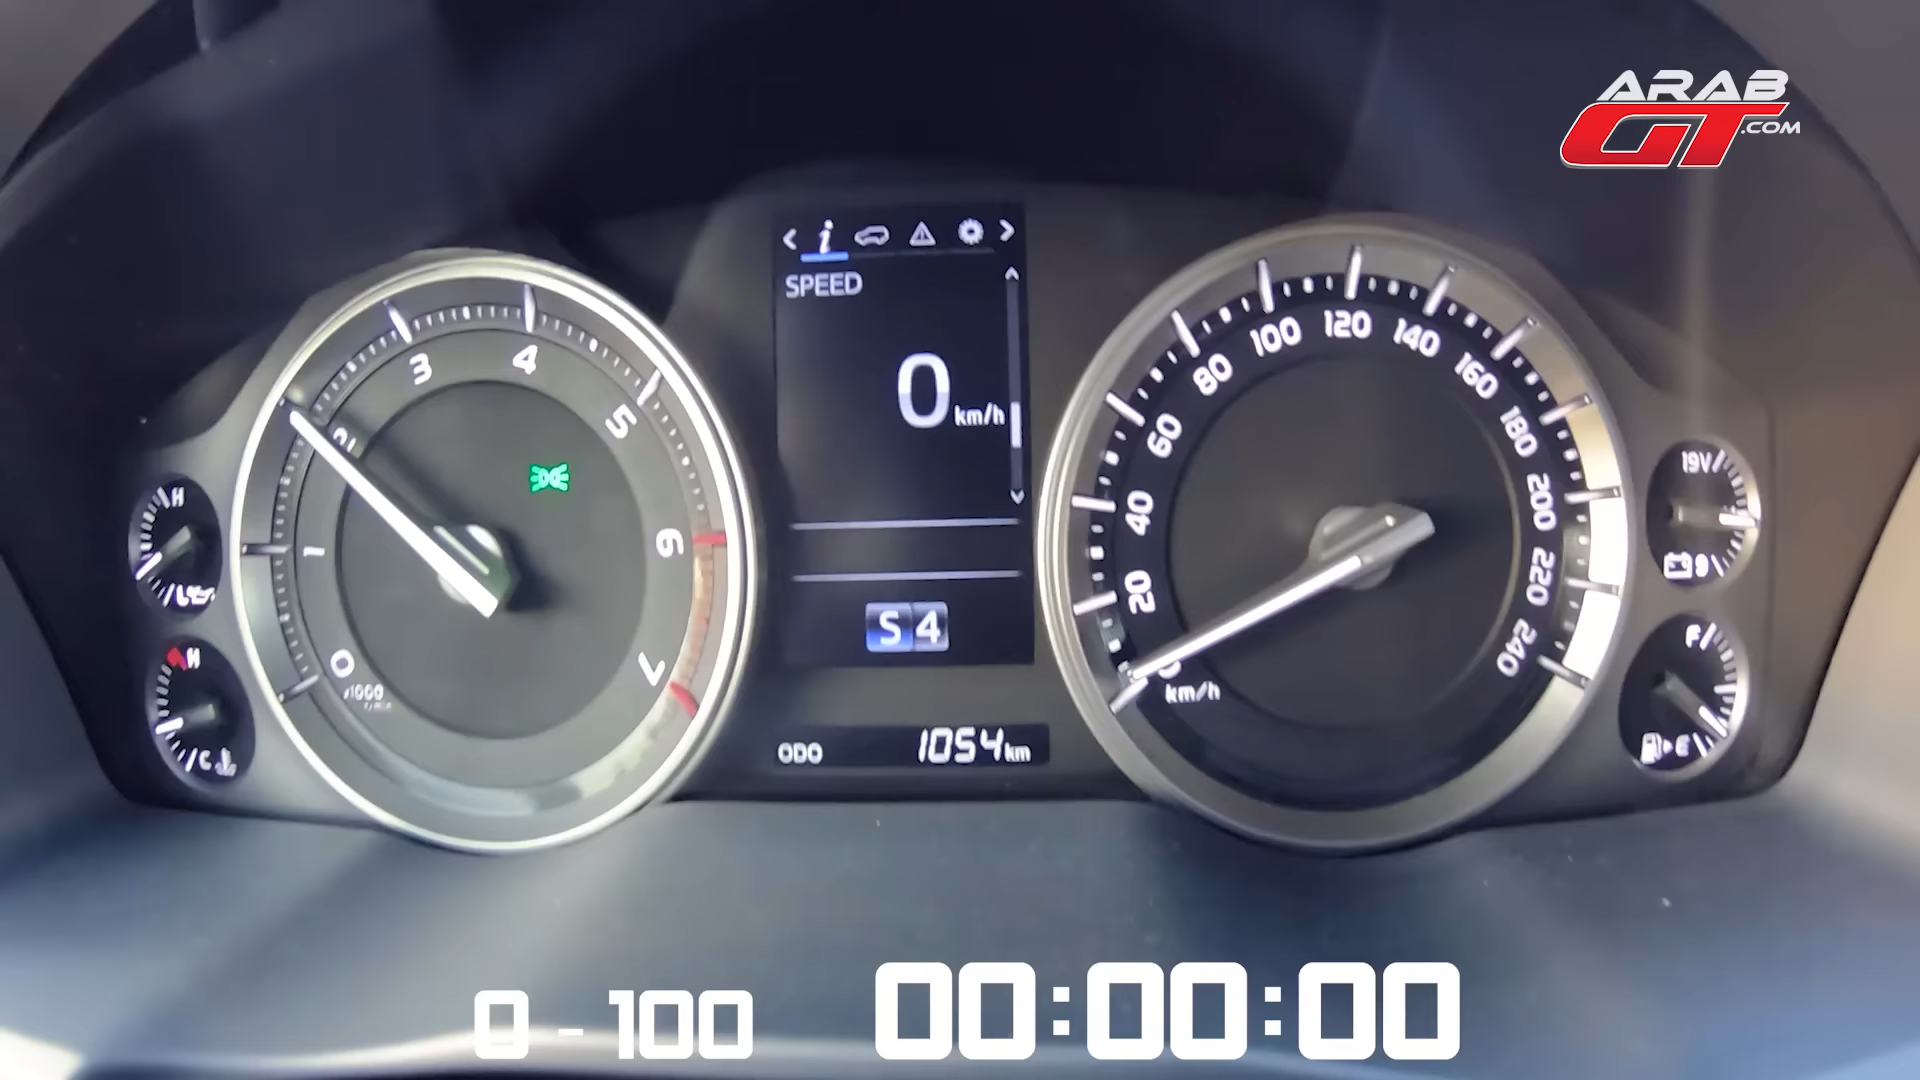 ARAB
GT.COM
SPEED
0 km/h
S 4
ODO 1054 km
0 1 2 3 4 5 6 7
x1000
0 20 40 60 80 100 120 140 160 180 200 220 240
km/h
H
H
C
19V
9
F
E
0 - 100 00:00:00